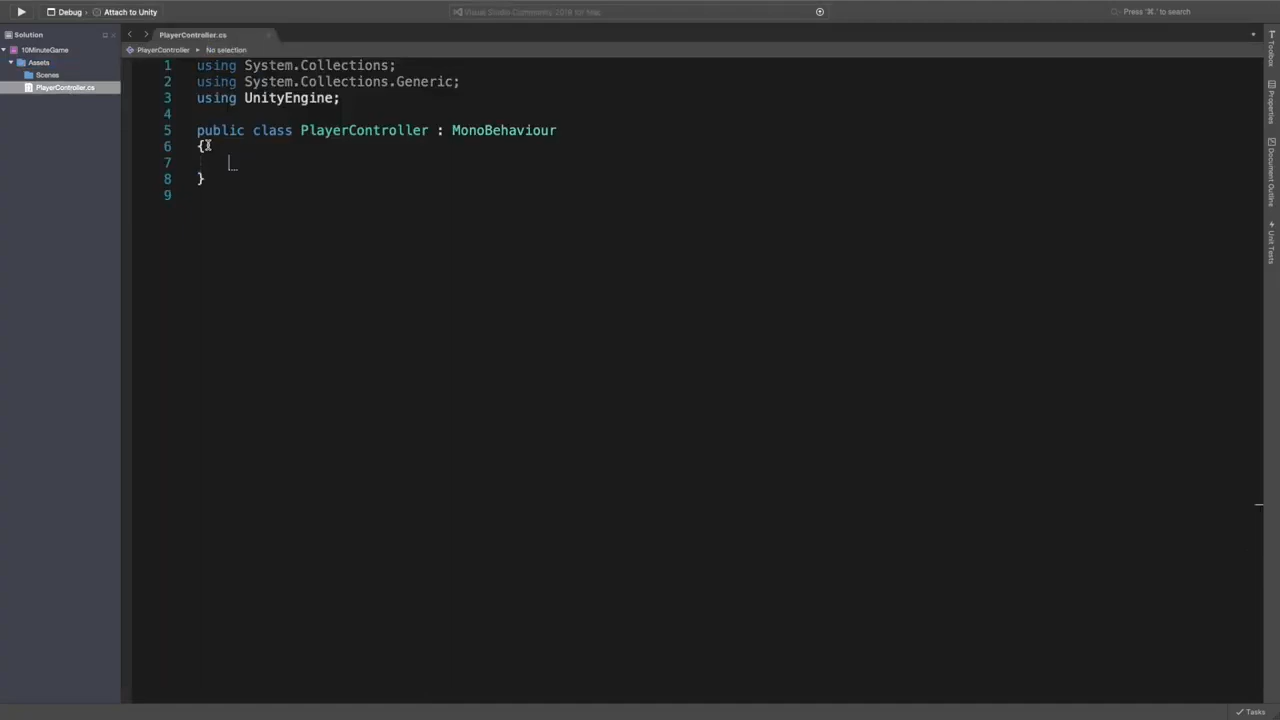 Debug
Attach to Unity
Visual Studio Community 2019 for Mac
Press '⌘.' to search
Solution
10MinuteGame
Assets
Scenes
PlayerController.cs
PlayerController.cs
PlayerController
No selection
1 using System.Collections;
2 using System.Collections.Generic;
3 using UnityEngine;
4
5 public class PlayerController : MonoBehaviour
6 {
7
8 }
9
Toolbox
Properties
Document Outline
Unit Tests
Tasks